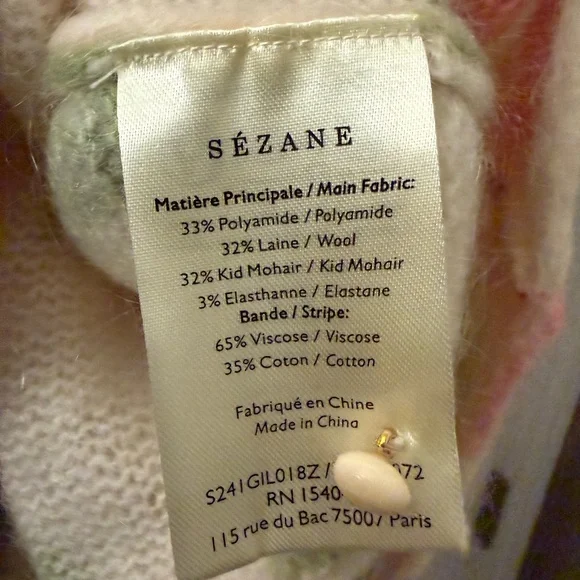 SÉZANE
Matière Principale / Main Fabric:
33% Polyamide / Polyamide
32% Laine / Wool
32% Kid Mohair / Kid Mohair
3% Elasthanne / Elastane
Bande / Stripe:
65% Viscose / Viscose
35% Coton / Cotton
Fabriqué en Chine
Made in China
S241GIL018Z /
RN
115 rue du Bac 75007 Paris